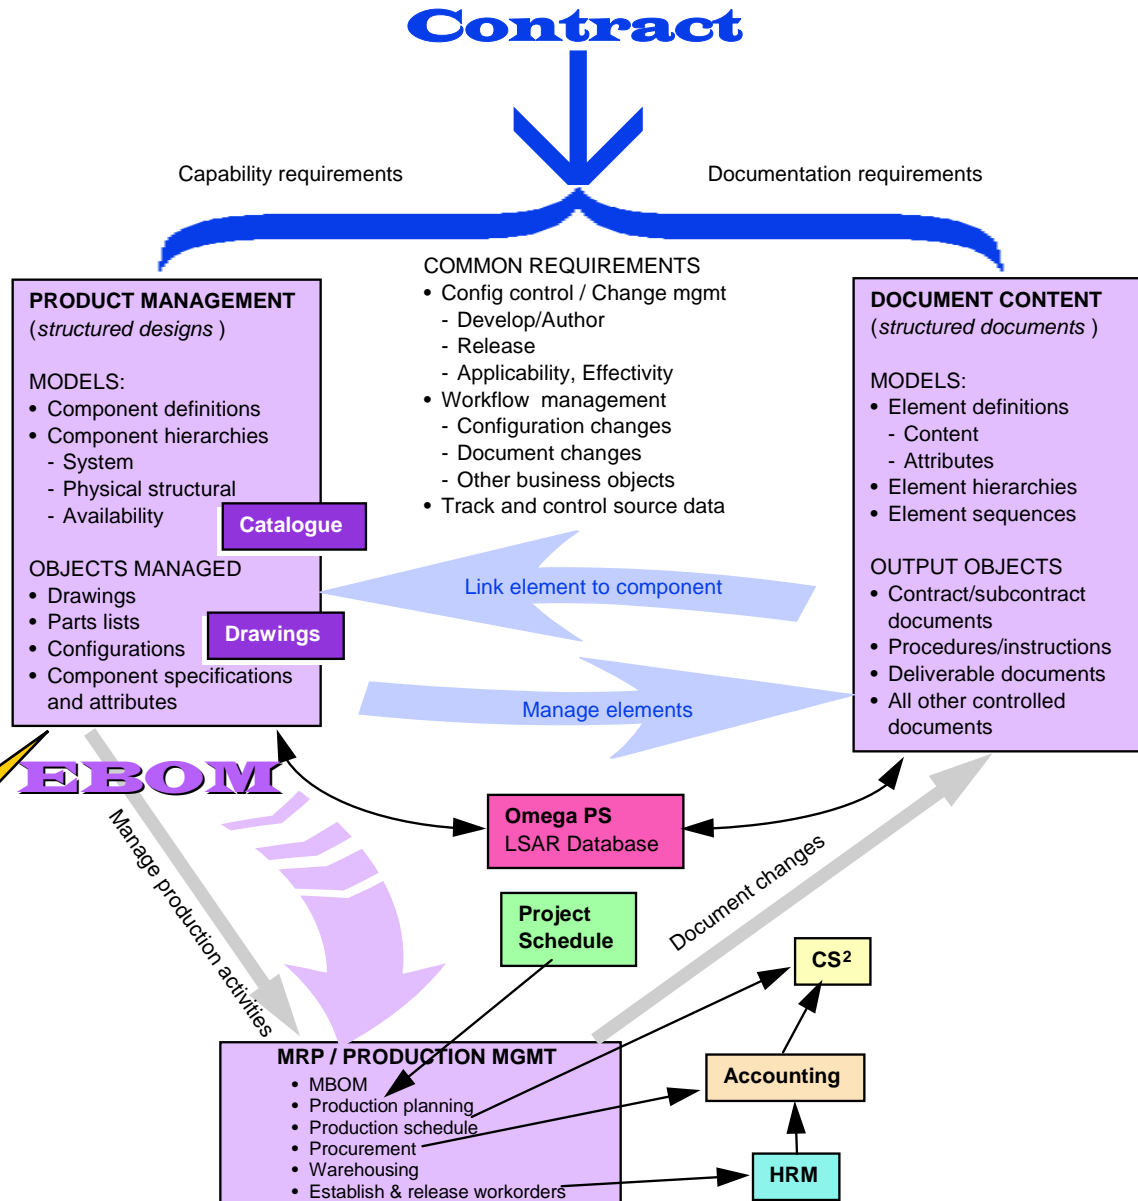 Contract
Capability requirements
Documentation requirements
PRODUCT MANAGEMENT
(structured designs )
MODELS:
• Component definitions
• Component hierarchies
- System
- Physical structural
- Availability
Catalogue
OBJECTS MANAGED
• Drawings
• Parts lists
• Configurations
• Component specifications
and attributes
Drawings
COMMON REQUIREMENTS
• Config control / Change mgmt
- Develop/Author
- Release
- Applicability, Effectivity
• Workflow management
- Configuration changes
- Document changes
- Other business objects
• Track and control source data
Link element to component
Manage elements
DOCUMENT CONTENT
(structured documents )
MODELS:
• Element definitions
- Content
- Attributes
• Element hierarchies
• Element sequences
OUTPUT OBJECTS
• Contract/subcontract
documents
• Procedures/instructions
• Deliverable documents
• All other controlled
documents
EBOM
Manage production activities
Omega PS
LSAR Database
Project
Schedule
Document changes
CS²
MRP / PRODUCTION MGMT
• MBOM
• Production planning
• Production schedule
• Procurement
• Warehousing
• Establish & release workorders
Accounting
HRM